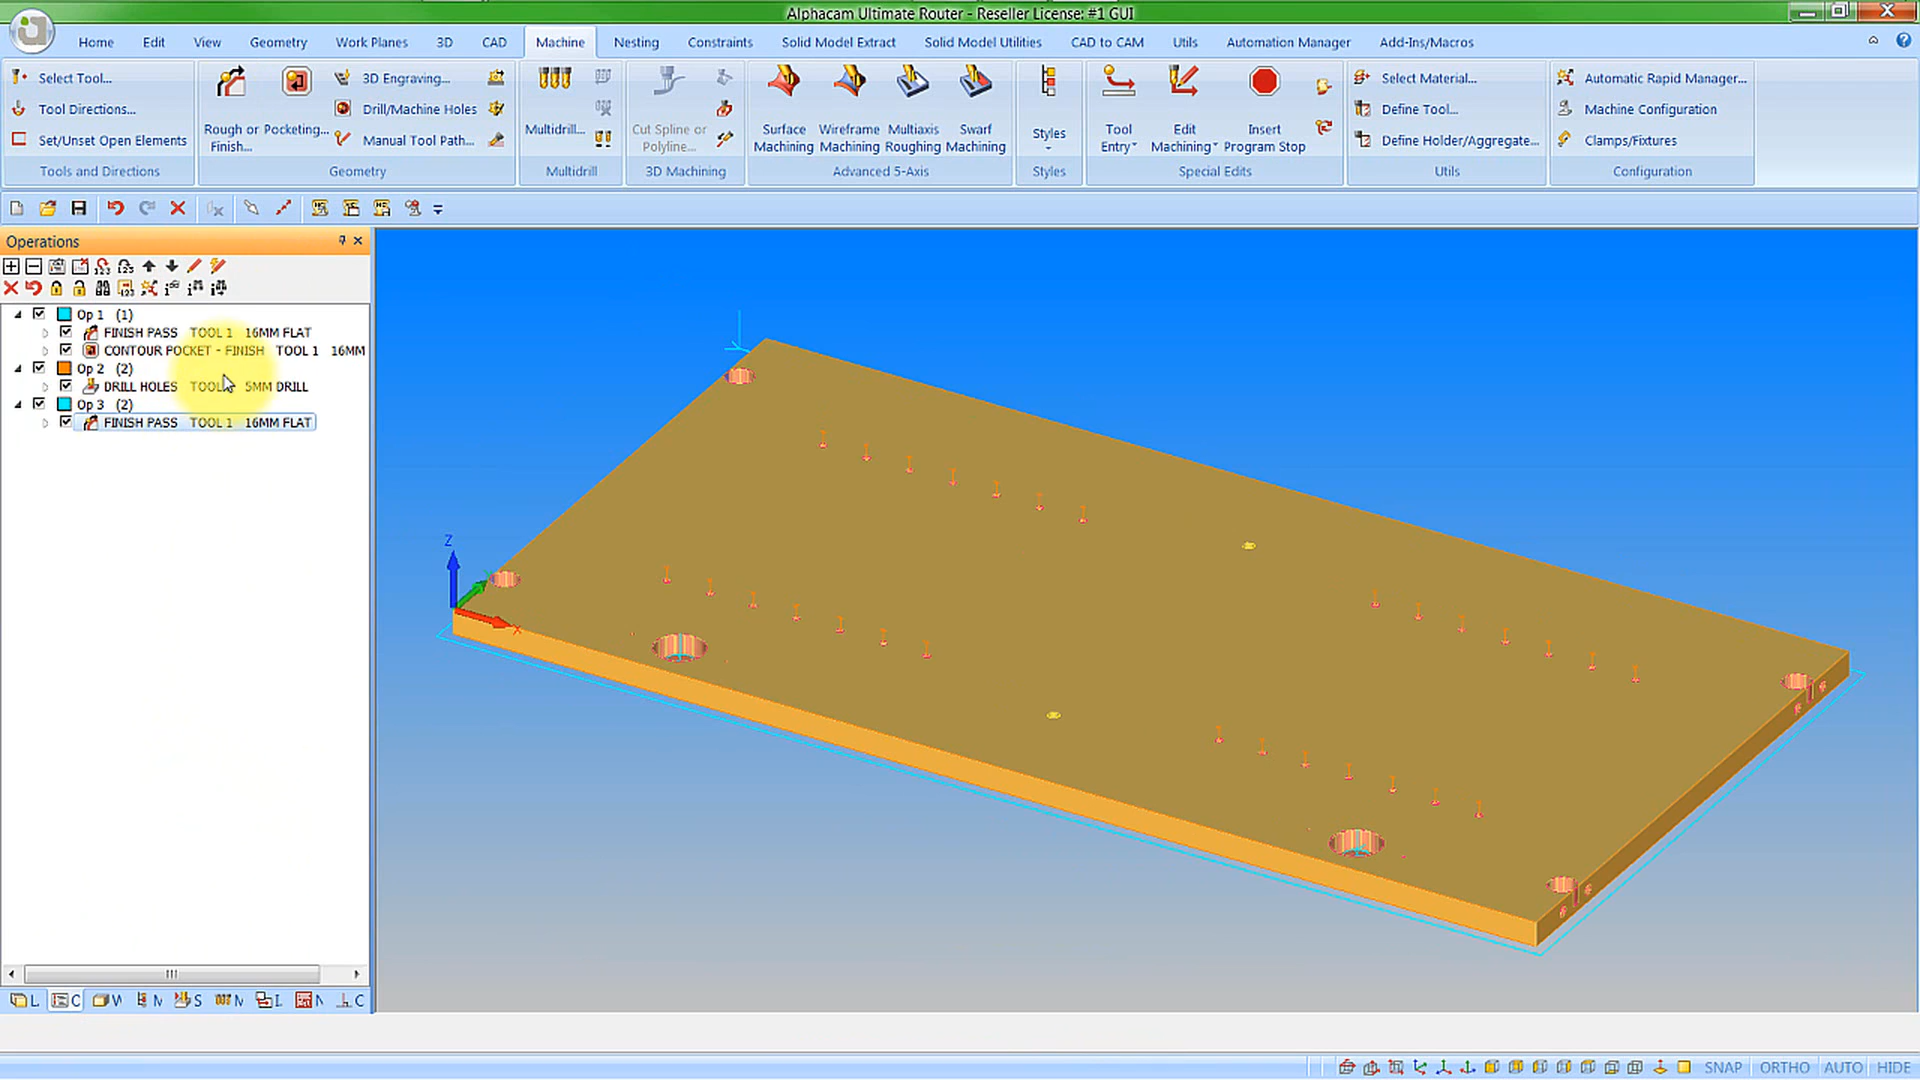 Alphacam Ultimate Router - Reseller License: #1 GUI
Home Edit View Geometry Work Planes 3D CAD Machine Nesting Constraints Solid Model Extract Solid Model Utilities CAD to CAM Utils Automation Manager Add-Ins/Macros
Select Tool...
Tool Directions...
Set/Unset Open Elements
Tools and Directions
Rough or Finish...
Pocketing...
3D Engraving...
Drill/Machine Holes
Manual Tool Path...
Geometry
Multidrill...
Multidrill
Cut Spline or Polyline...
3D Machining
Surface Machining
Wireframe Machining
Multiaxis Roughing
Swarf Machining
Advanced 5-Axis
Styles
Styles
Tool Entry
Edit Machining
Insert Program Stop
Special Edits
Select Material...
Define Tool...
Define Holder/Aggregate...
Utils
Automatic Rapid Manager...
Machine Configuration
Clamps/Fixtures
Configuration
Operations
Op 1 (1)
FINISH PASS TOOL 1 16MM FLAT
CONTOUR POCKET - FINISH TOOL 1 16MM
Op 2 (2)
DRILL HOLES TOOL 5MM DRILL
Op 3 (2)
FINISH PASS TOOL 1 16MM FLAT
Z
X
SNAP ORTHO AUTO HIDE